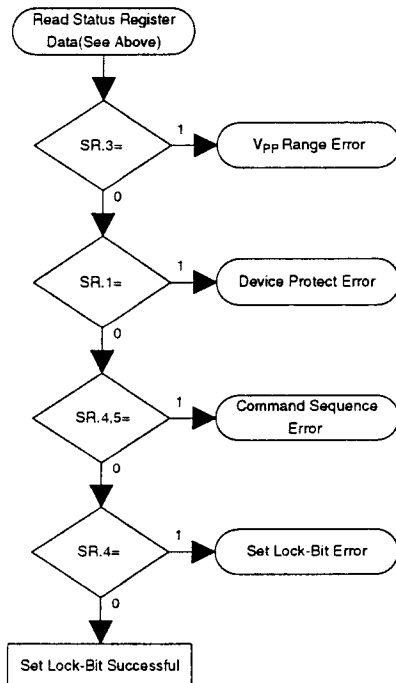 Read Status Register
Data(See Above)
SR.3=
1
V_PP Range Error
0
SR.1=
1
Device Protect Error
0
SR.4,5=
1
Command Sequence
Error
0
SR.4=
1
Set Lock-Bit Error
0
Set Lock-Bit Successful